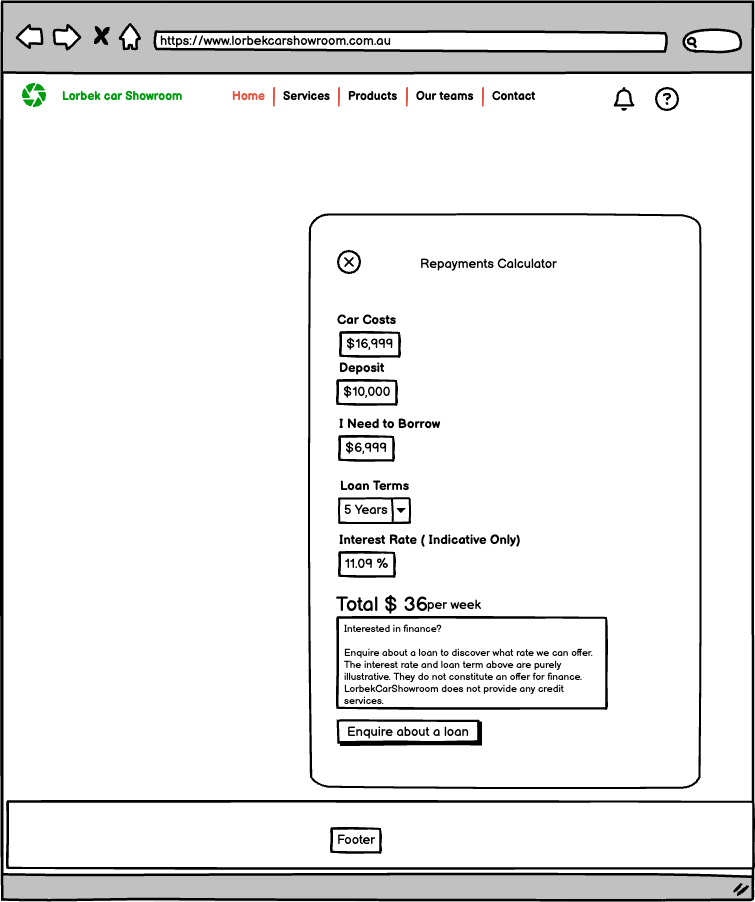 https://www.lorbekcarshowroom.com.au
Lorbek car Showroom
Home Services Products Our teams Contact
?
Repayments Calculator
Car Costs
$16,999
Deposit
$10,000
I Need to Borrow
$6,999
Loan Terms
5 Years
Interest Rate ( Indicative Only)
11.09 %
Total $ 36per week
Interested in finance?
Enquire about a loan to discover what rate we can offer.
The interest rate and loan term above are purely
illustrative. They do not constitute an offer for finance.
LorbekCarShowroom does not provide any credit
services.
Enquire about a loan
Footer